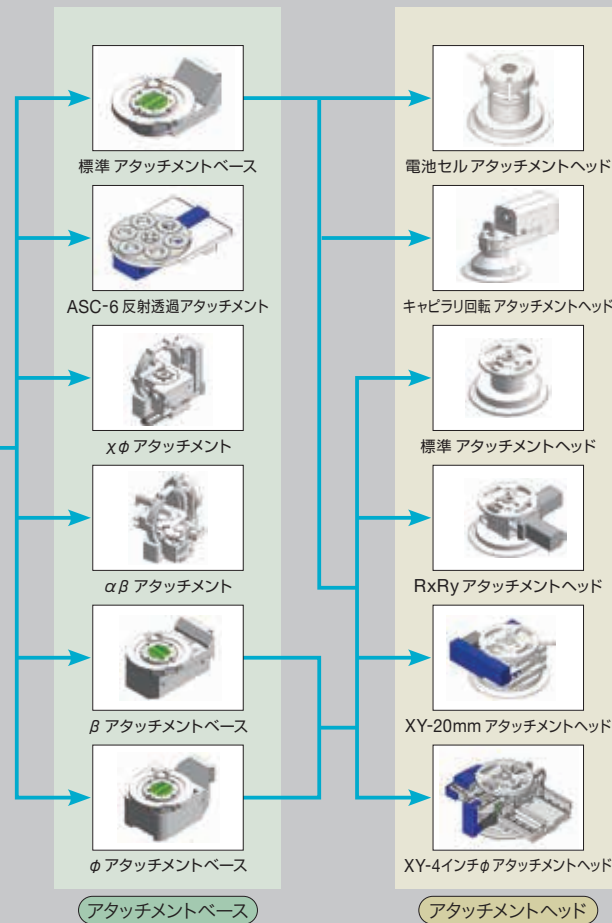 標準 アタッチメントベース
ASC-6 反射透過アタッチメント
χφ アタッチメント
αβ アタッチメント
β アタッチメントベース
φ アタッチメントベース
アタッチメントベース
電池セル アタッチメントヘッド
キャピラリ回転 アタッチメントヘッド
標準 アタッチメントヘッド
RxRy アタッチメントヘッド
XY-20mm アタッチメントヘッド
XY-4インチφ アタッチメントヘッド
アタッチメントヘッド